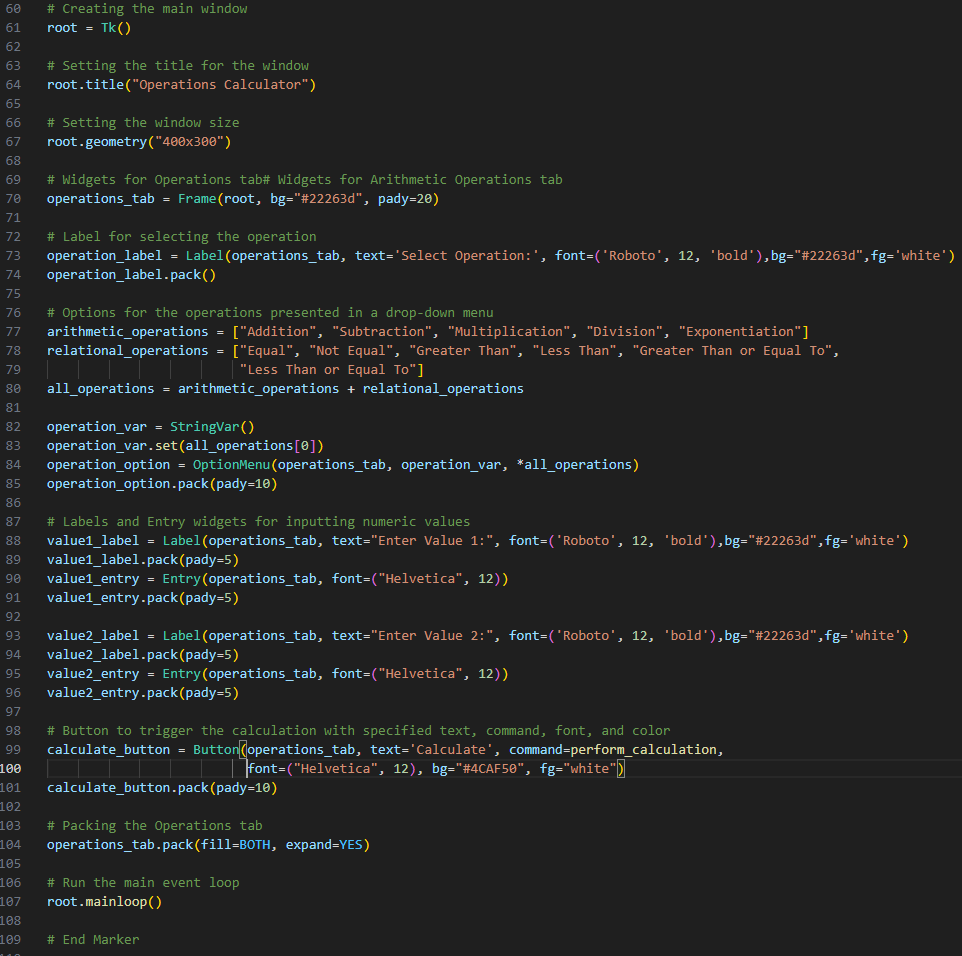 60 # Creating the main window
61 root = Tk()
62
63 # Setting the title for the window
64 root.title("Operations Calculator")
65
66 # Setting the window size
67 root.geometry("400x300")
68
69 # Widgets for Operations tab# Widgets for Arithmetic Operations tab
70 operations_tab = Frame(root, bg="#22263d", pady=20)
71
72 # Label for selecting the operation
73 operation_label = Label(operations_tab, text='Select Operation:', font=('Roboto', 12, 'bold'),bg="#22263d",fg='white')
74 operation_label.pack()
75
76 # Options for the operations presented in a drop-down menu
77 arithmetic_operations = ["Addition", "Subtraction", "Multiplication", "Division", "Exponentiation"]
78 relational_operations = ["Equal", "Not Equal", "Greater Than", "Less Than", "Greater Than or Equal To",
79                          "Less Than or Equal To"]
80 all_operations = arithmetic_operations + relational_operations
81
82 operation_var = StringVar()
83 operation_var.set(all_operations[0])
84 operation_option = OptionMenu(operations_tab, operation_var, *all_operations)
85 operation_option.pack(pady=10)
86
87 # Labels and Entry widgets for inputting numeric values
88 value1_label = Label(operations_tab, text="Enter Value 1:", font=('Roboto', 12, 'bold'),bg="#22263d",fg='white')
89 value1_label.pack(pady=5)
90 value1_entry = Entry(operations_tab, font=("Helvetica", 12))
91 value1_entry.pack(pady=5)
92
93 value2_label = Label(operations_tab, text="Enter Value 2:", font=('Roboto', 12, 'bold'),bg="#22263d",fg='white')
94 value2_label.pack(pady=5)
95 value2_entry = Entry(operations_tab, font=("Helvetica", 12))
96 value2_entry.pack(pady=5)
97
98 # Button to trigger the calculation with specified text, command, font, and color
99 calculate_button = Button(operations_tab, text='Calculate', command=perform_calculation,
100                           font=("Helvetica", 12), bg="#4CAF50", fg="white")
101 calculate_button.pack(pady=10)
102
103 # Packing the Operations tab
104 operations_tab.pack(fill=BOTH, expand=YES)
105
106 # Run the main event loop
107 root.mainloop()
108
109 # End Marker